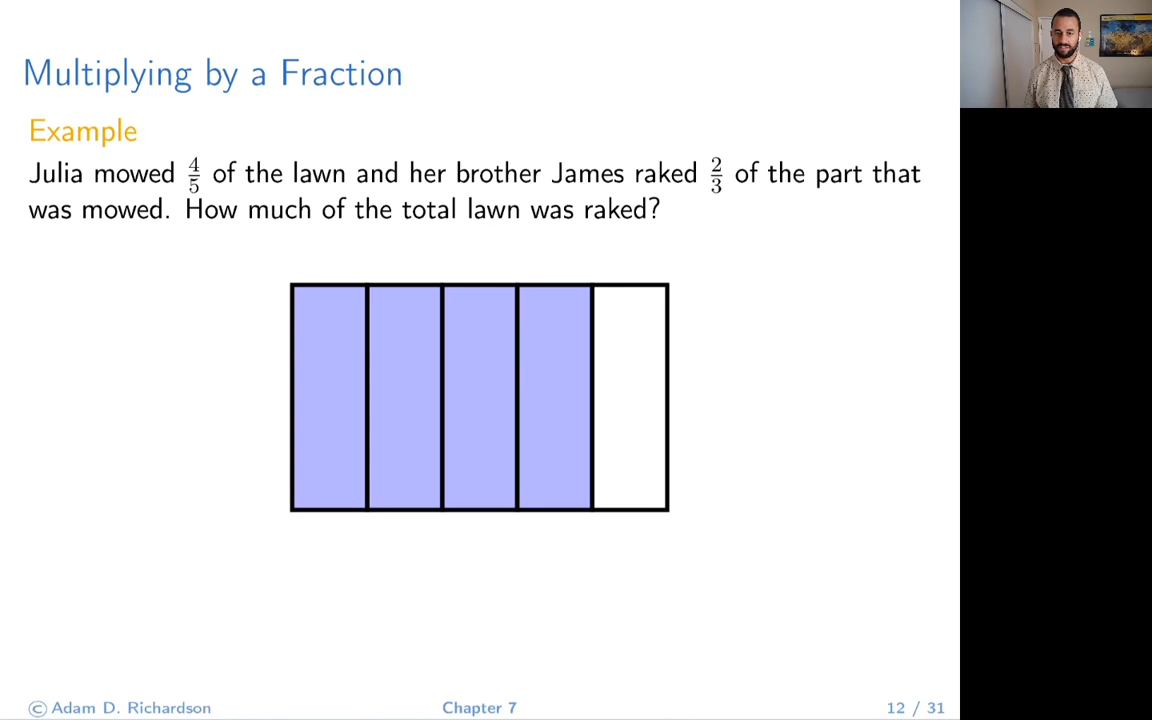 Multiplying by a Fraction
Example
Julia mowed 4/5 of the lawn and her brother James raked 2/3 of the part that
was mowed. How much of the total lawn was raked?
© Adam D. Richardson Chapter 7 12 / 31